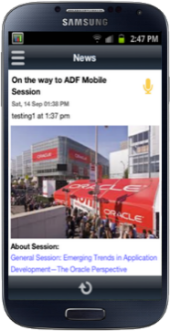 SAMSUNG
2:47 PM
News
On the way to ADF Mobile
Session
Sat, 14 Sep 01:38 PM
testing1 at 1:37 pm
ORACLE
ORACLE
About Session:
General Session: Emerging Trends in Application
Development—The Oracle Perspective